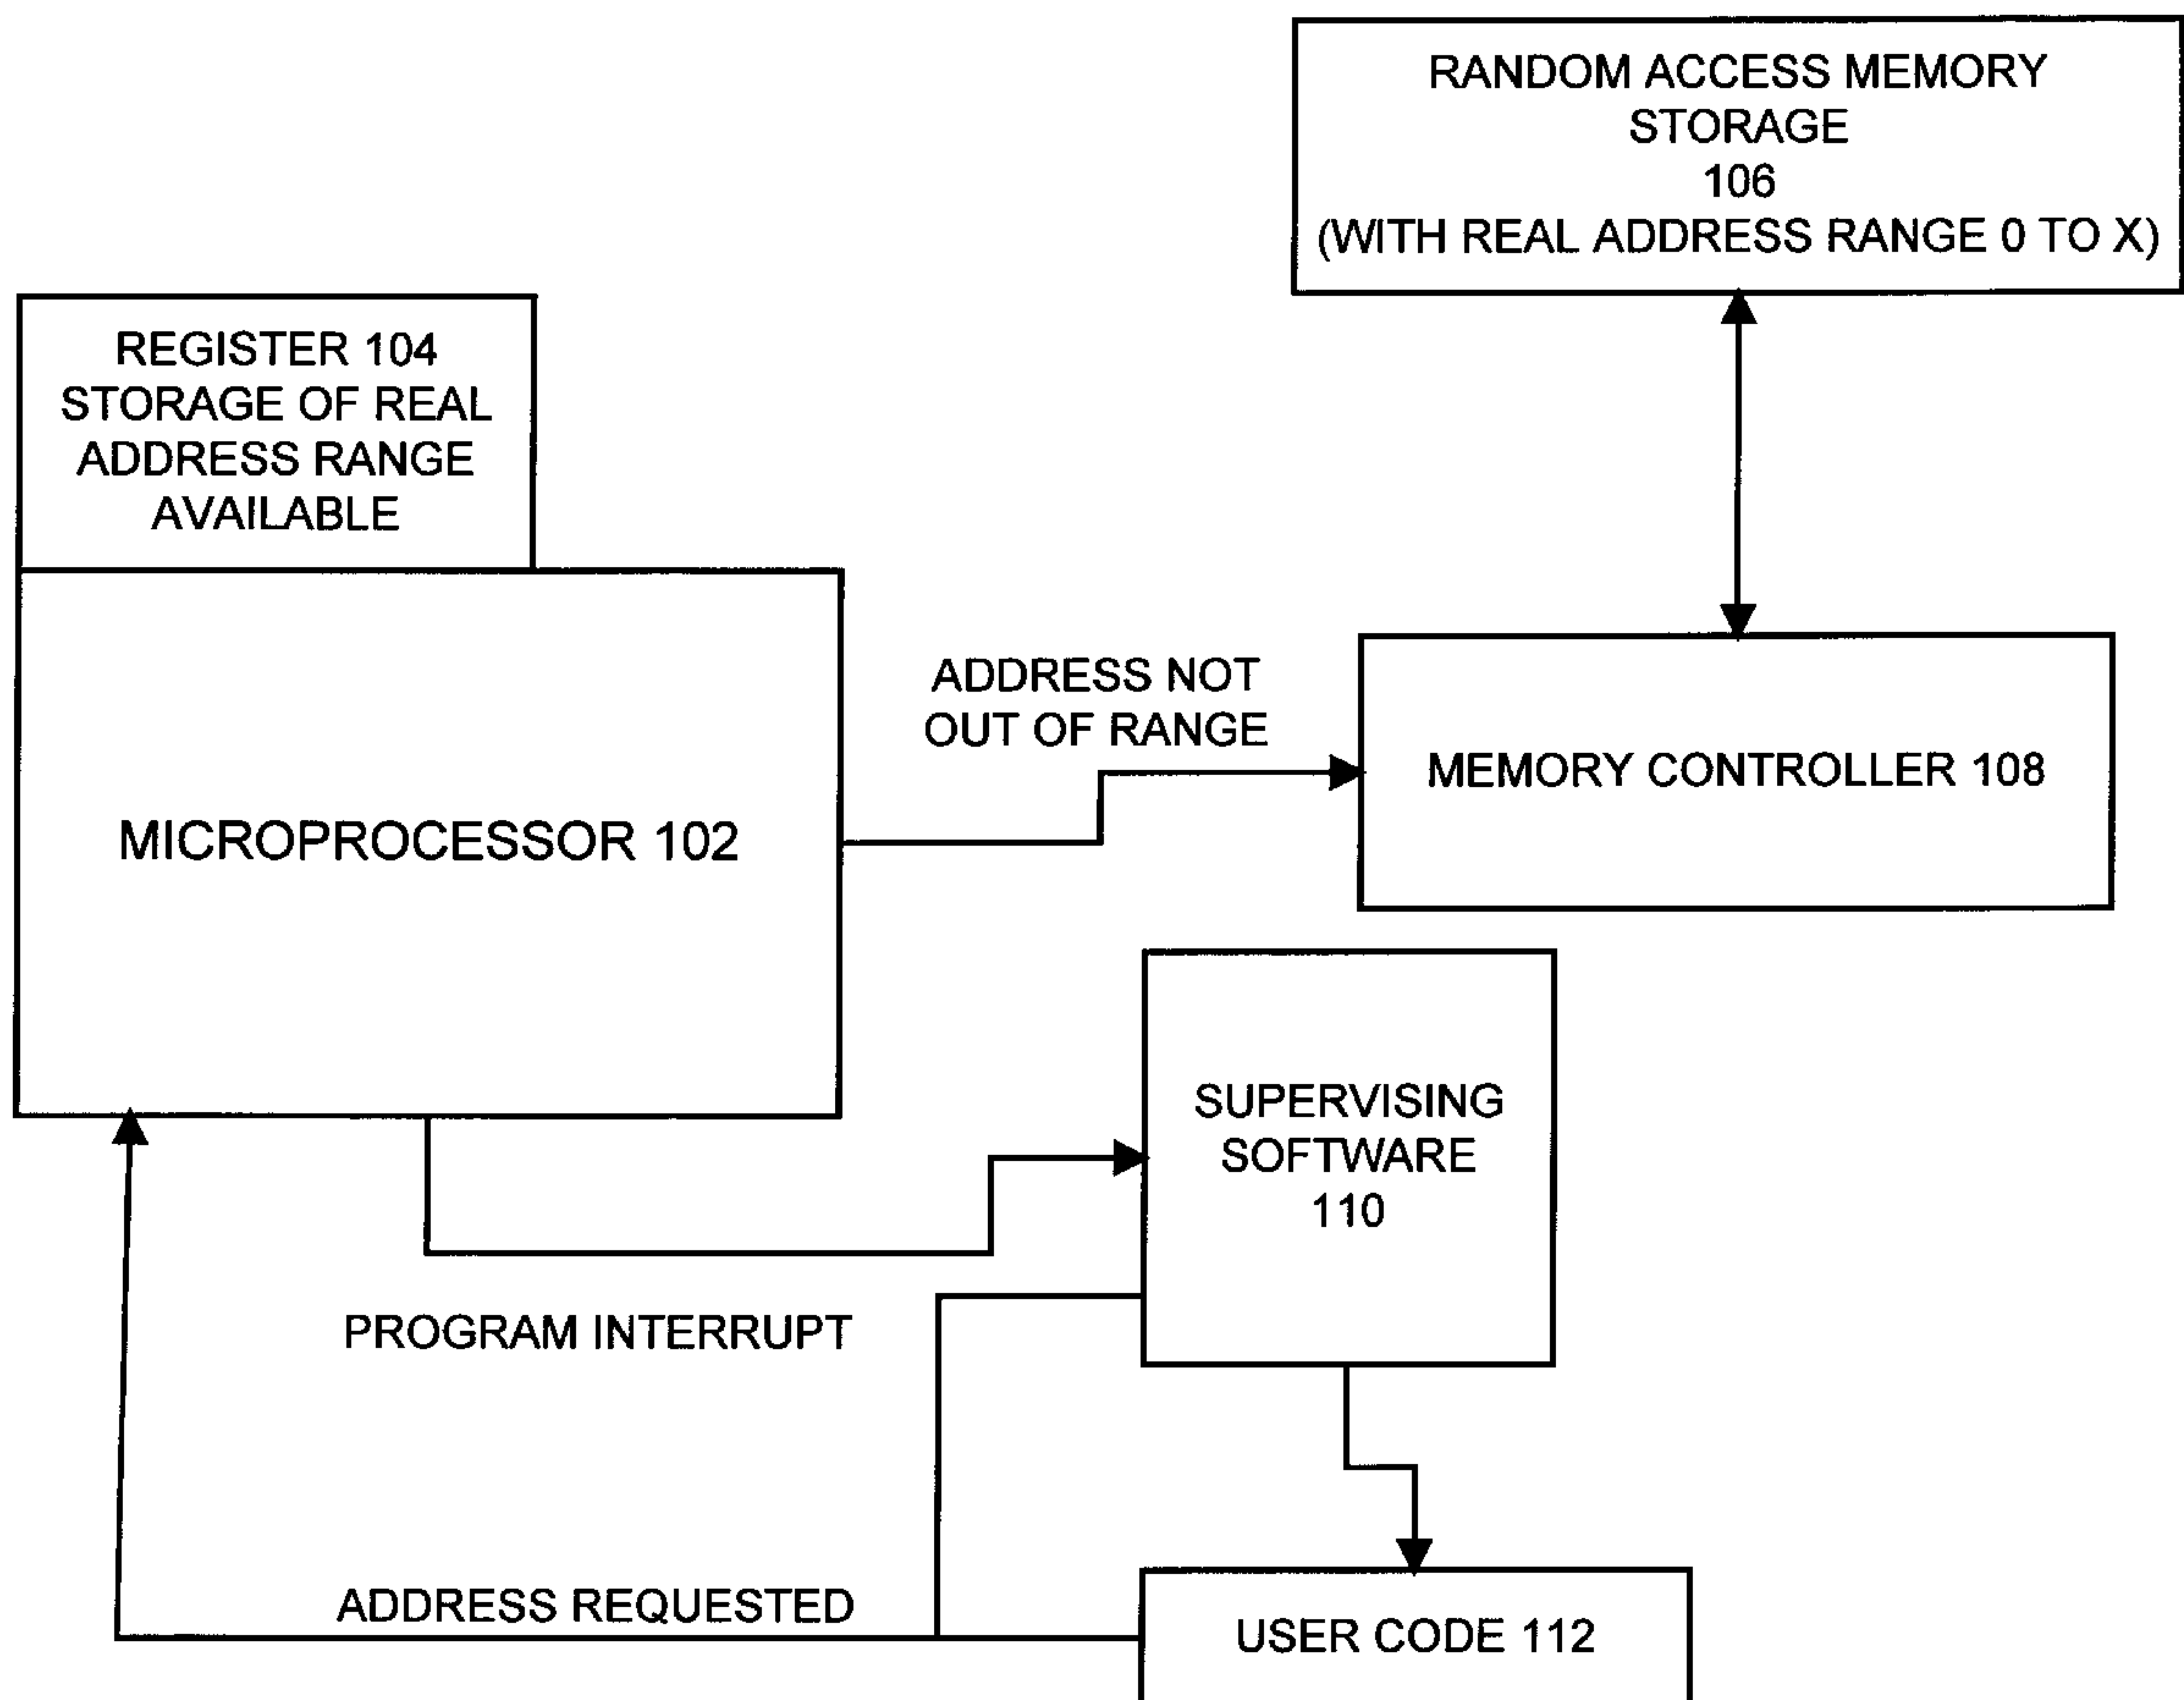 RANDOM ACCESS MEMORY
STORAGE
106
(WITH REAL ADDRESS RANGE 0 TO X)
REGISTER 104
STORAGE OF REAL
ADDRESS RANGE
AVAILABLE
MICROPROCESSOR 102
ADDRESS NOT
OUT OF RANGE
MEMORY CONTROLLER 108
SUPERVISING
SOFTWARE
110
PROGRAM INTERRUPT
ADDRESS REQUESTED
USER CODE 112